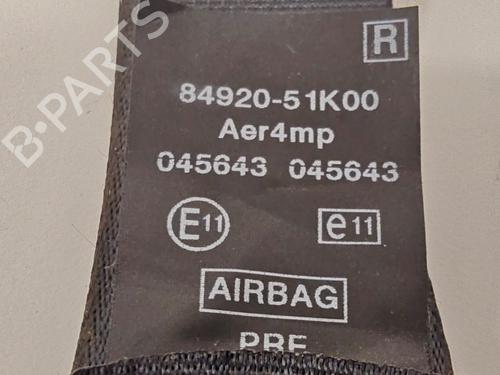 R
84920-51K00
Aer4mp
045643 045643
E11 e11
AIRBAG
PRE
B-PARTS